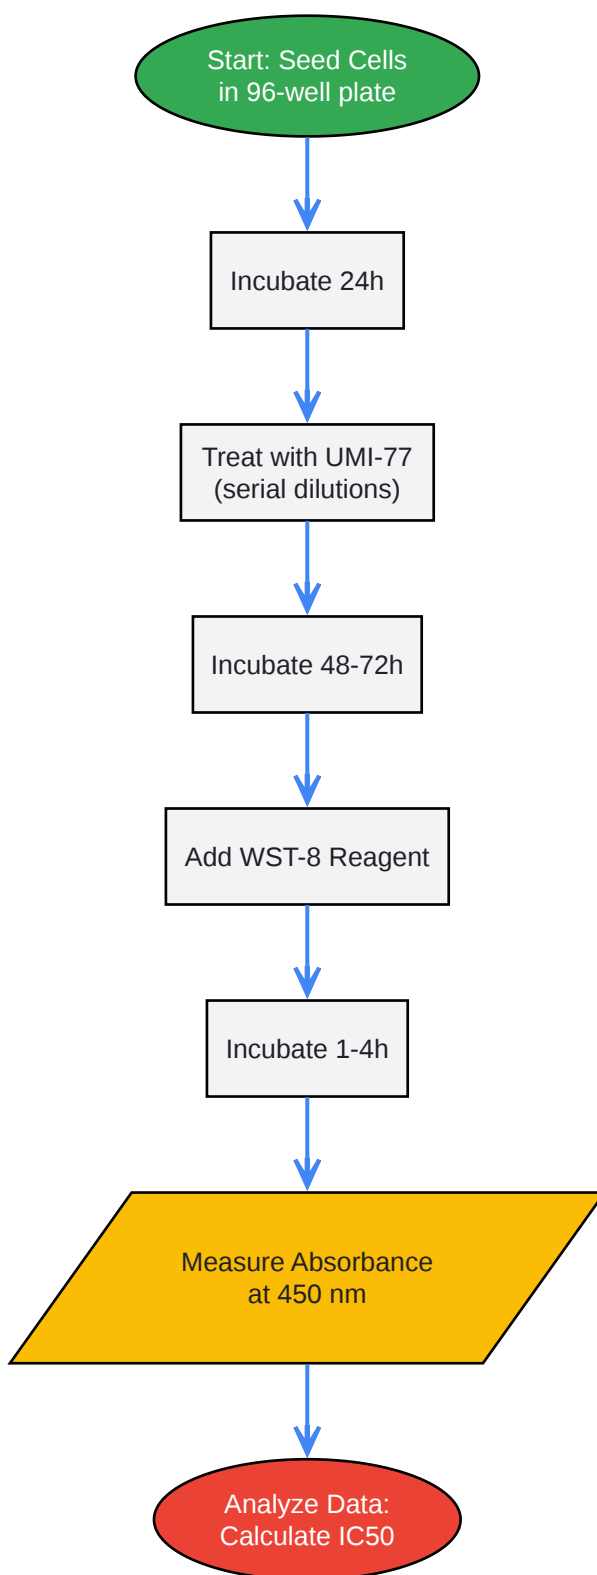 Start: Seed Cells
in 96-well plate
Incubate 24h
Treat with UMI-77
(serial dilutions)
Incubate 48-72h
Add WST-8 Reagent
Incubate 1-4h
Measure Absorbance
at 450 nm
Analyze Data:
Calculate IC50